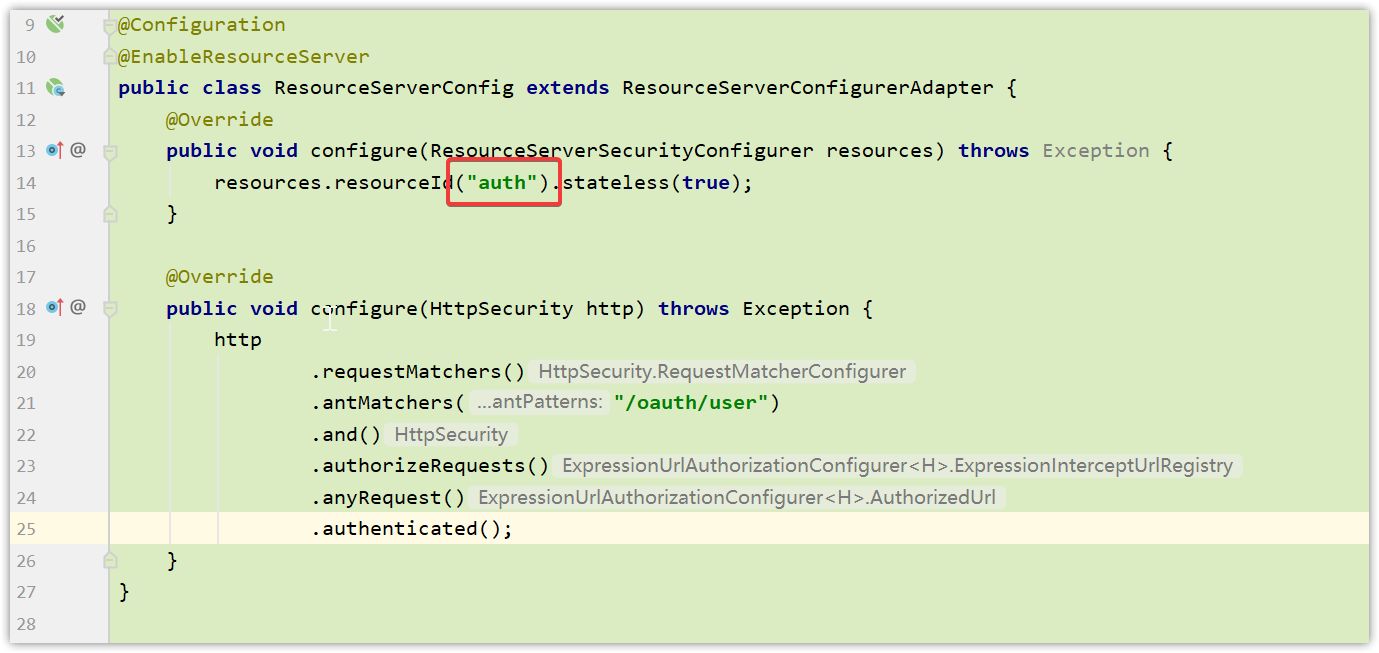 9 @Configuration
10 @EnableResourceServer
11 public class ResourceServerConfig extends ResourceServerConfigurerAdapter {
12 @Override
13 @ public void configure(ResourceServerSecurityConfigurer resources) throws Exception {
14 resources.resourceId("auth").stateless(true);
15 }
16
17 @Override
18 @ public void configure(HttpSecurity http) throws Exception {
19 http
20 .requestMatchers() HttpSecurity.RequestMatcherConfigurer
21 .antMatchers( ...antPatterns: "/oauth/user")
22 .and() HttpSecurity
23 .authorizeRequests() ExpressionUrlAuthorizationConfigurer<H>.ExpressionInterceptUrlRegistry
24 .anyRequest() ExpressionUrlAuthorizationConfigurer<H>.AuthorizedUrl
25 .authenticated();
26 }
27 }
28